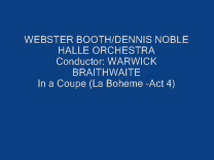 WEBSTER BOOTH/DENNIS NOBLE
HALLE ORCHESTRA
Conductor: WARWICK
BRAITHWAITE
In a Coupe (La Boheme -Act 4)